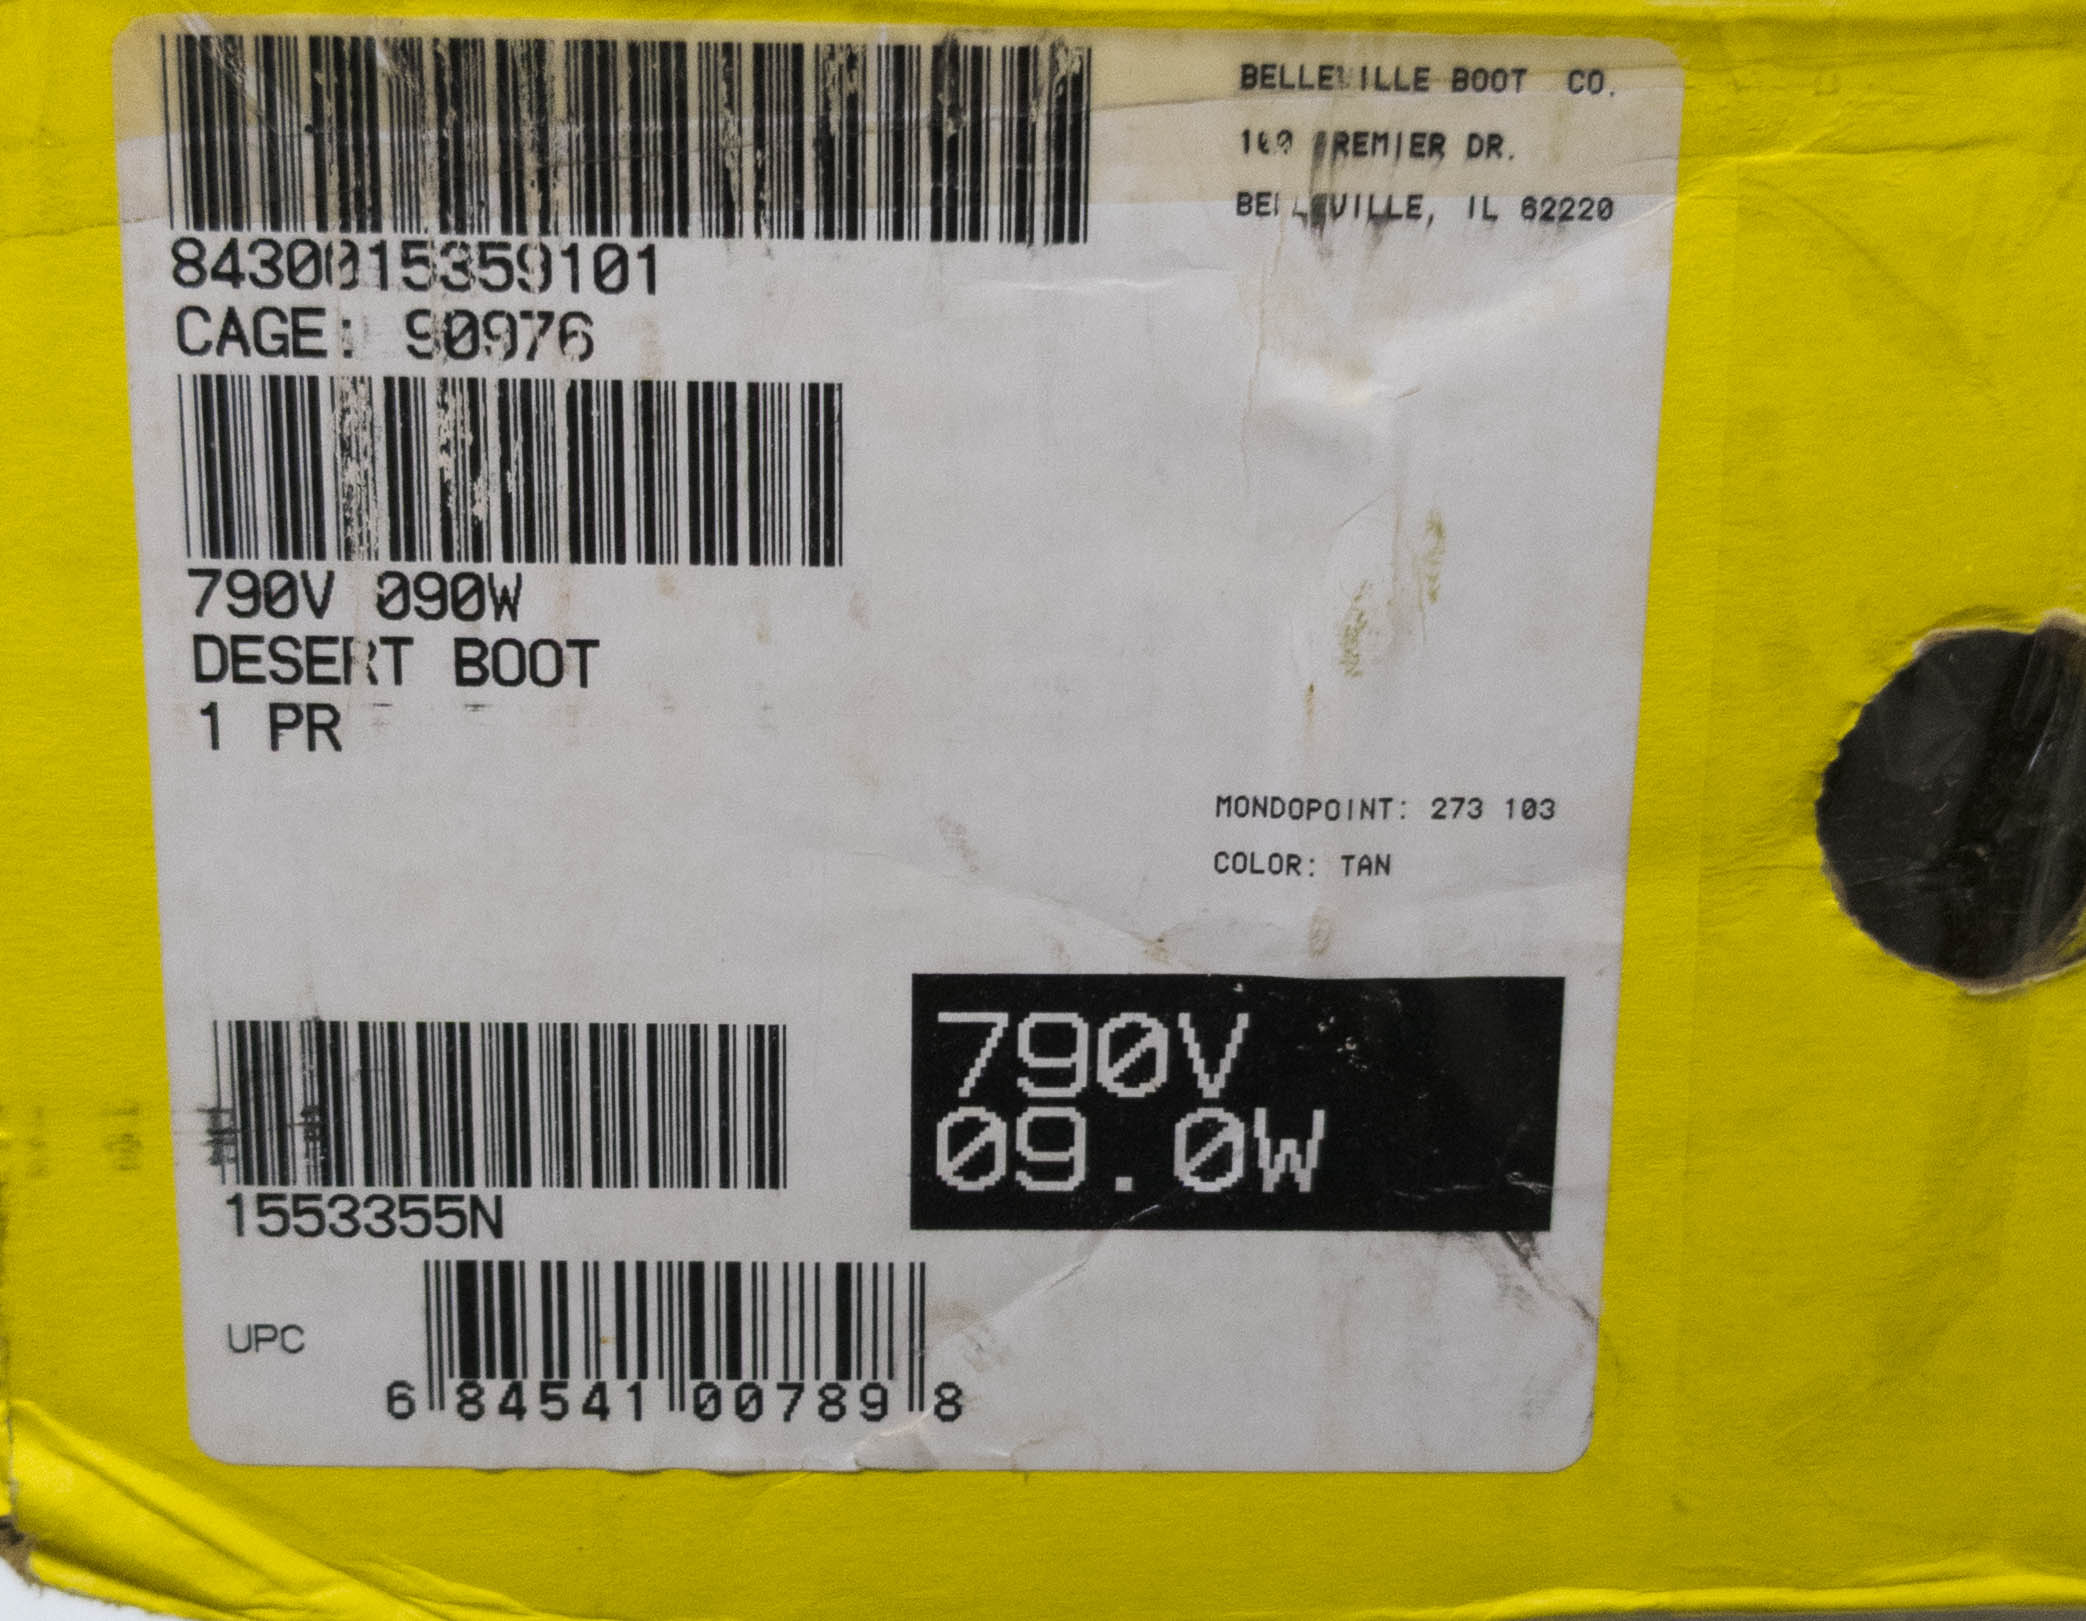 BELLEVILLE BOOT CO.
100 PREMIER DR.
BELLEVILLE, IL 62220
8430015359101
CAGE: 90976
790V 090W
DESERT BOOT
1 PR
MONDOPOINT: 273 103
COLOR: TAN
790V
09.0W
1553355N
UPC
6 84541 00789 8